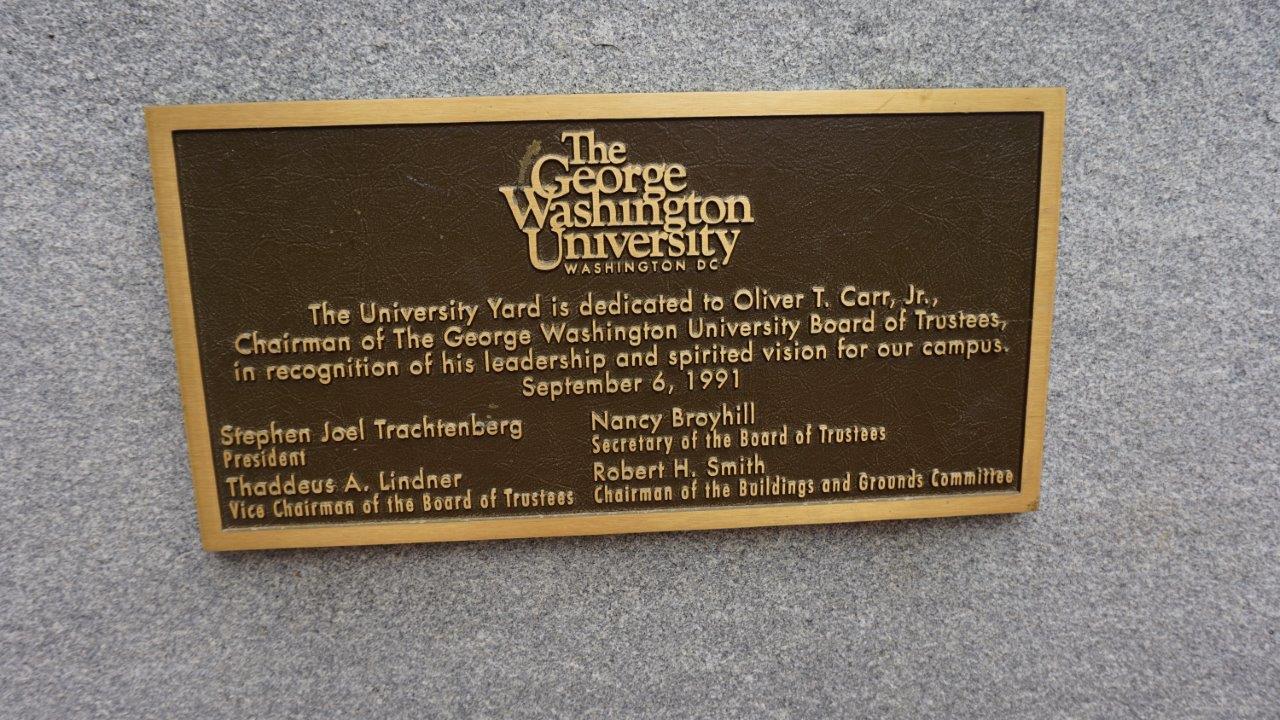 The
George
Washington
University
WASHINGTON DC
The University Yard is dedicated to Oliver T. Carr, Jr.,
Chairman of The George Washington University Board of Trustees,
in recognition of his leadership and spirited vision for our campus.
September 6, 1991
Stephen Joel Trachtenberg
President
Thaddeus A. Lindner
Vice Chairman of the Board of Trustees
Nancy Broyhill
Secretary of the Board of Trustees
Robert H. Smith
Chairman of the Buildings and Grounds Committee